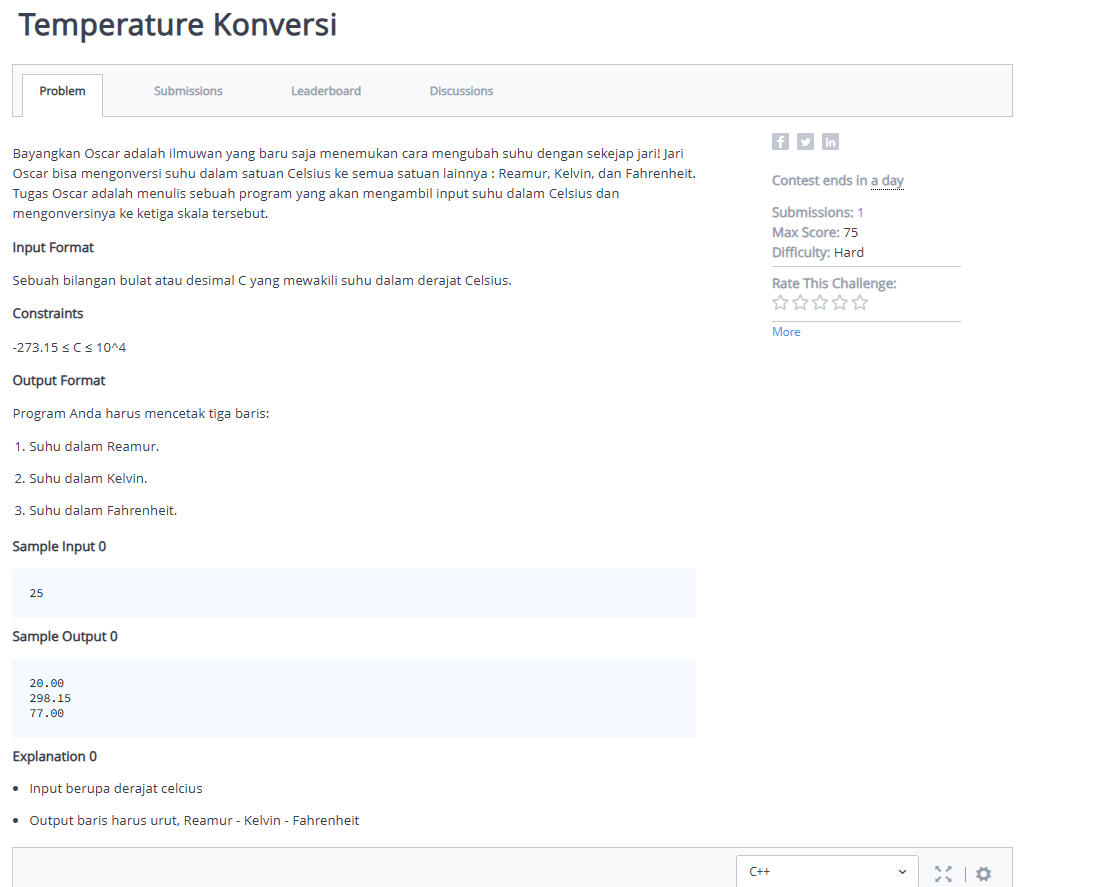 Temperature Konversi
Problem
Submissions
Leaderboard
Discussions
Bayangkan Oscar adalah ilmuwan yang baru saja menemukan cara mengubah suhu dengan sekejap jari! Jari
Oscar bisa mengonversi suhu dalam satuan Celsius ke semua satuan lainnya : Reamur, Kelvin, dan Fahrenheit.
Tugas Oscar adalah menulis sebuah program yang akan mengambil input suhu dalam Celsius dan
mengonversinya ke ketiga skala tersebut.
Input Format
Sebuah bilangan bulat atau desimal C yang mewakili suhu dalam derajat Celsius.
Constraints
-273.15 ≤ C ≤ 10^4
Output Format
Program Anda harus mencetak tiga baris:
1. Suhu dalam Reamur.
2. Suhu dalam Kelvin.
3. Suhu dalam Fahrenheit.
Sample Input 0
25
Sample Output 0
20.00
298.15
77.00
Explanation 0
• Input berupa derajat celcius
• Output baris harus urut, Reamur - Kelvin - Fahrenheit
Contest ends in a day
Submissions: 1
Max Score: 75
Difficulty: Hard
Rate This Challenge:
More
C++